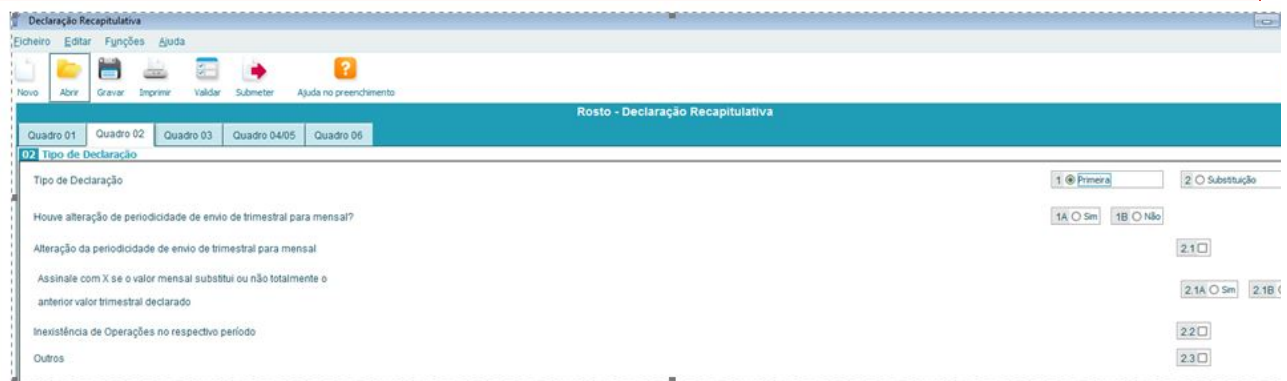 Declaração Recapitulativa
Ficheiro Editar Funções Ajuda
Novo Abrir Gravar Imprimir Validar Submeter Ajuda no preenchimento
Rosto - Declaração Recapitulativa
Quadro 01 Quadro 02 Quadro 03 Quadro 04/05 Quadro 06
02 Tipo de Declaração
Tipo de Declaração 1 Primeira 2 Substituição
Houve alteração de periodicidade de envio de trimestral para mensal? 1A Sim 1B Não
Alteração da periodicidade de envio de trimestral para mensal 2.1
Assinale com X se o valor mensal substitui ou não totalmente o
anterior valor trimestral declarado 2.1A Sim 2.1B
Inexistência de Operações no respectivo período 2.2
Outros 2.3